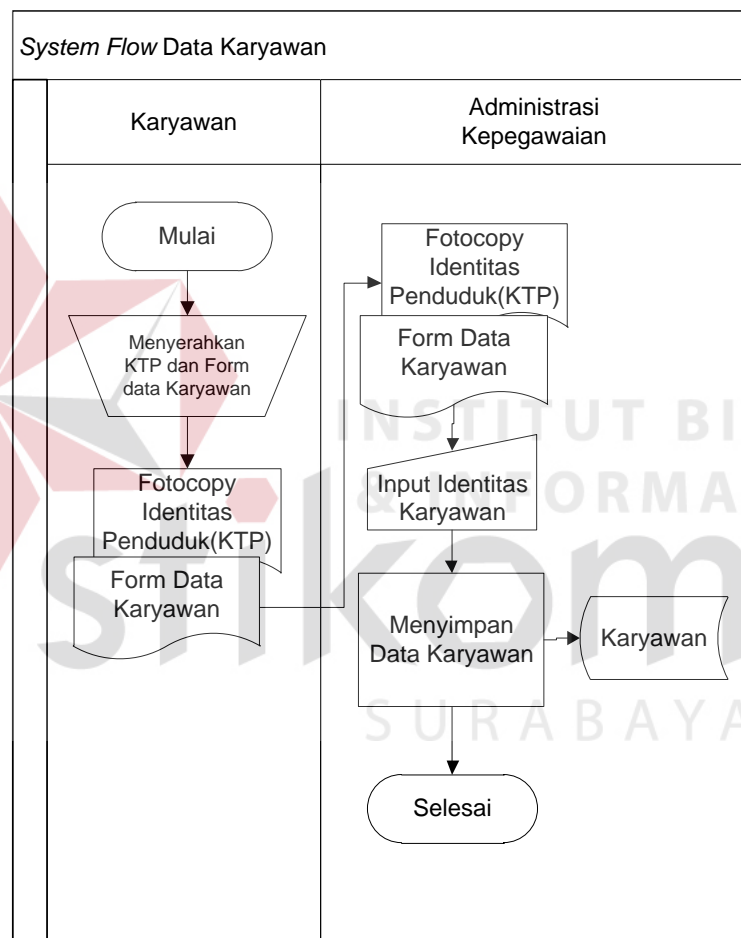 System Flow Data Karyawan
Karyawan
Administrasi
Kepegawaian
Mulai
Menyerahkan
KTP dan Form
data Karyawan
Fotocopy
Identitas
Penduduk(KTP)
Form Data
Karyawan
Fotocopy
Identitas
Penduduk(KTP)
Form Data
Karyawan
Input Identitas
Karyawan
Menyimpan
Data Karyawan
Karyawan
Selesai
INSTITUT BI
& INFORMA
stikom
SURABAYA